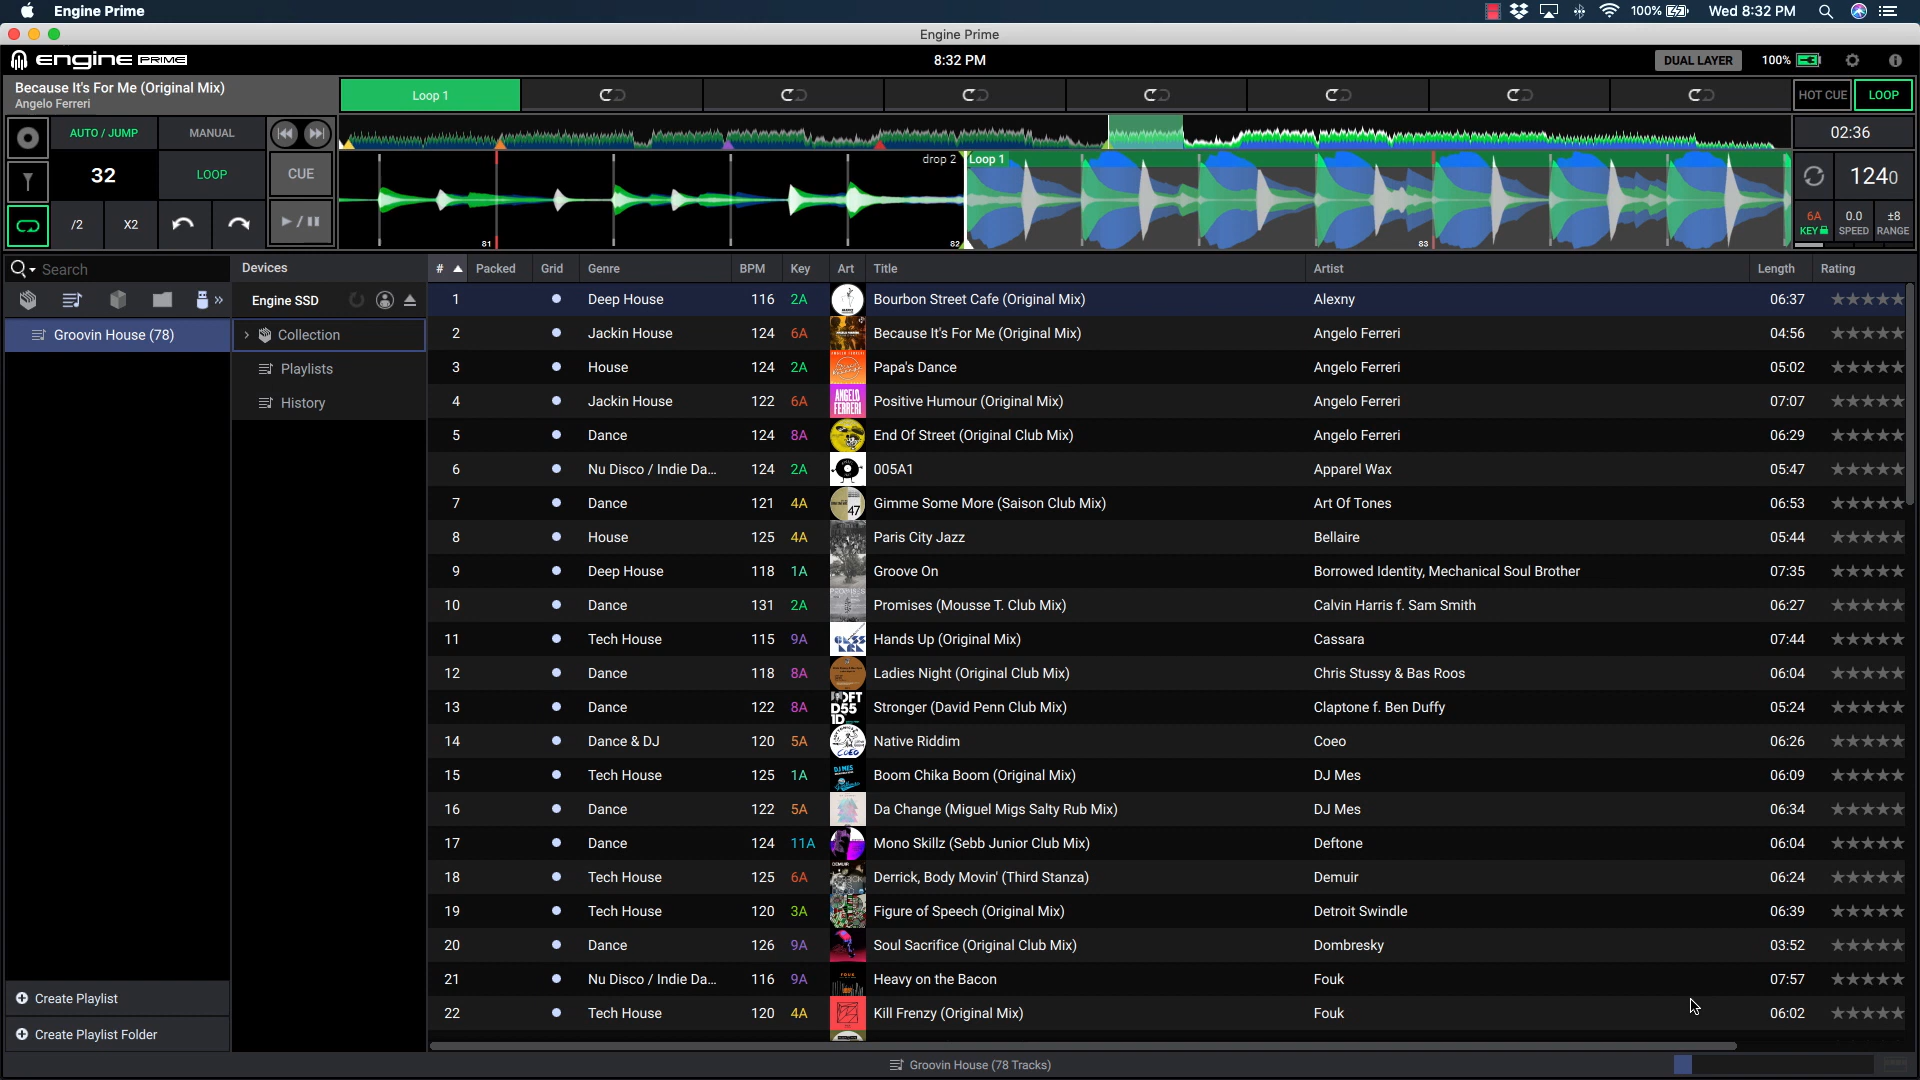 Engine Prime
100%
Wed 8:32 PM
Engine Prime
engine PRIME
8:32 PM
DUAL LAYER
100%
Because It's For Me (Original Mix)
Angelo Ferreri
Loop 1
HOT CUE
LOOP
AUTO / JUMP
MANUAL
32
LOOP
CUE
/2
X2
drop 2
Loop 1
81
82
83
02:36
1240
6A
KEY
0.0
SPEED
±8
RANGE
Search
Devices
Engine SSD
Groovin House (78)
Collection
Playlists
History
# Packed Grid Genre BPM Key Art Title Artist Length Rating
1 Deep House 116 2A Bourbon Street Cafe (Original Mix) Alexny 06:37
2 Jackin House 124 6A Because It's For Me (Original Mix) Angelo Ferreri 04:56
3 House 124 2A Papa's Dance Angelo Ferreri 05:02
4 Jackin House 122 6A ANGELO FERRERI Positive Humour (Original Mix) Angelo Ferreri 07:07
5 Dance 124 8A End Of Street (Original Club Mix) Angelo Ferreri 06:29
6 Nu Disco / Indie Da... 124 2A 005A1 Apparel Wax 05:47
7 Dance 121 4A 47 Gimme Some More (Saison Club Mix) Art Of Tones 06:53
8 House 125 4A Paris City Jazz Bellaire 05:44
9 Deep House 118 1A Groove On Borrowed Identity, Mechanical Soul Brother 07:35
10 Dance 131 2A PROMISES Promises (Mousse T. Club Mix) Calvin Harris f. Sam Smith 06:27
11 Tech House 115 9A Hands Up (Original Mix) Cassara 07:44
12 Dance 118 8A Ladies Night (Original Club Mix) Chris Stussy & Bas Roos 06:04
13 Dance 122 8A Stronger (David Penn Club Mix) Claptone f. Ben Duffy 05:24
14 Dance & DJ 120 5A COEO Native Riddim Coeo 06:26
15 Tech House 125 1A DJ MES Boom Chika Boom (Original Mix) DJ Mes 06:09
16 Dance 122 5A Da Change (Miguel Migs Salty Rub Mix) DJ Mes 06:34
17 Dance 124 11A Mono Skillz (Sebb Junior Club Mix) Deftone 06:04
18 Tech House 125 6A DEMUIR Derrick, Body Movin' (Third Stanza) Demuir 06:24
19 Tech House 120 3A Figure of Speech (Original Mix) Detroit Swindle 06:39
20 Dance 126 9A Soul Sacrifice (Original Club Mix) Dombresky 03:52
21 Nu Disco / Indie Da... 116 9A FOUK Heavy on the Bacon Fouk 07:57
22 Tech House 120 4A Kill Frenzy (Original Mix) Fouk 06:02
Create Playlist
Create Playlist Folder
Groovin House (78 Tracks)